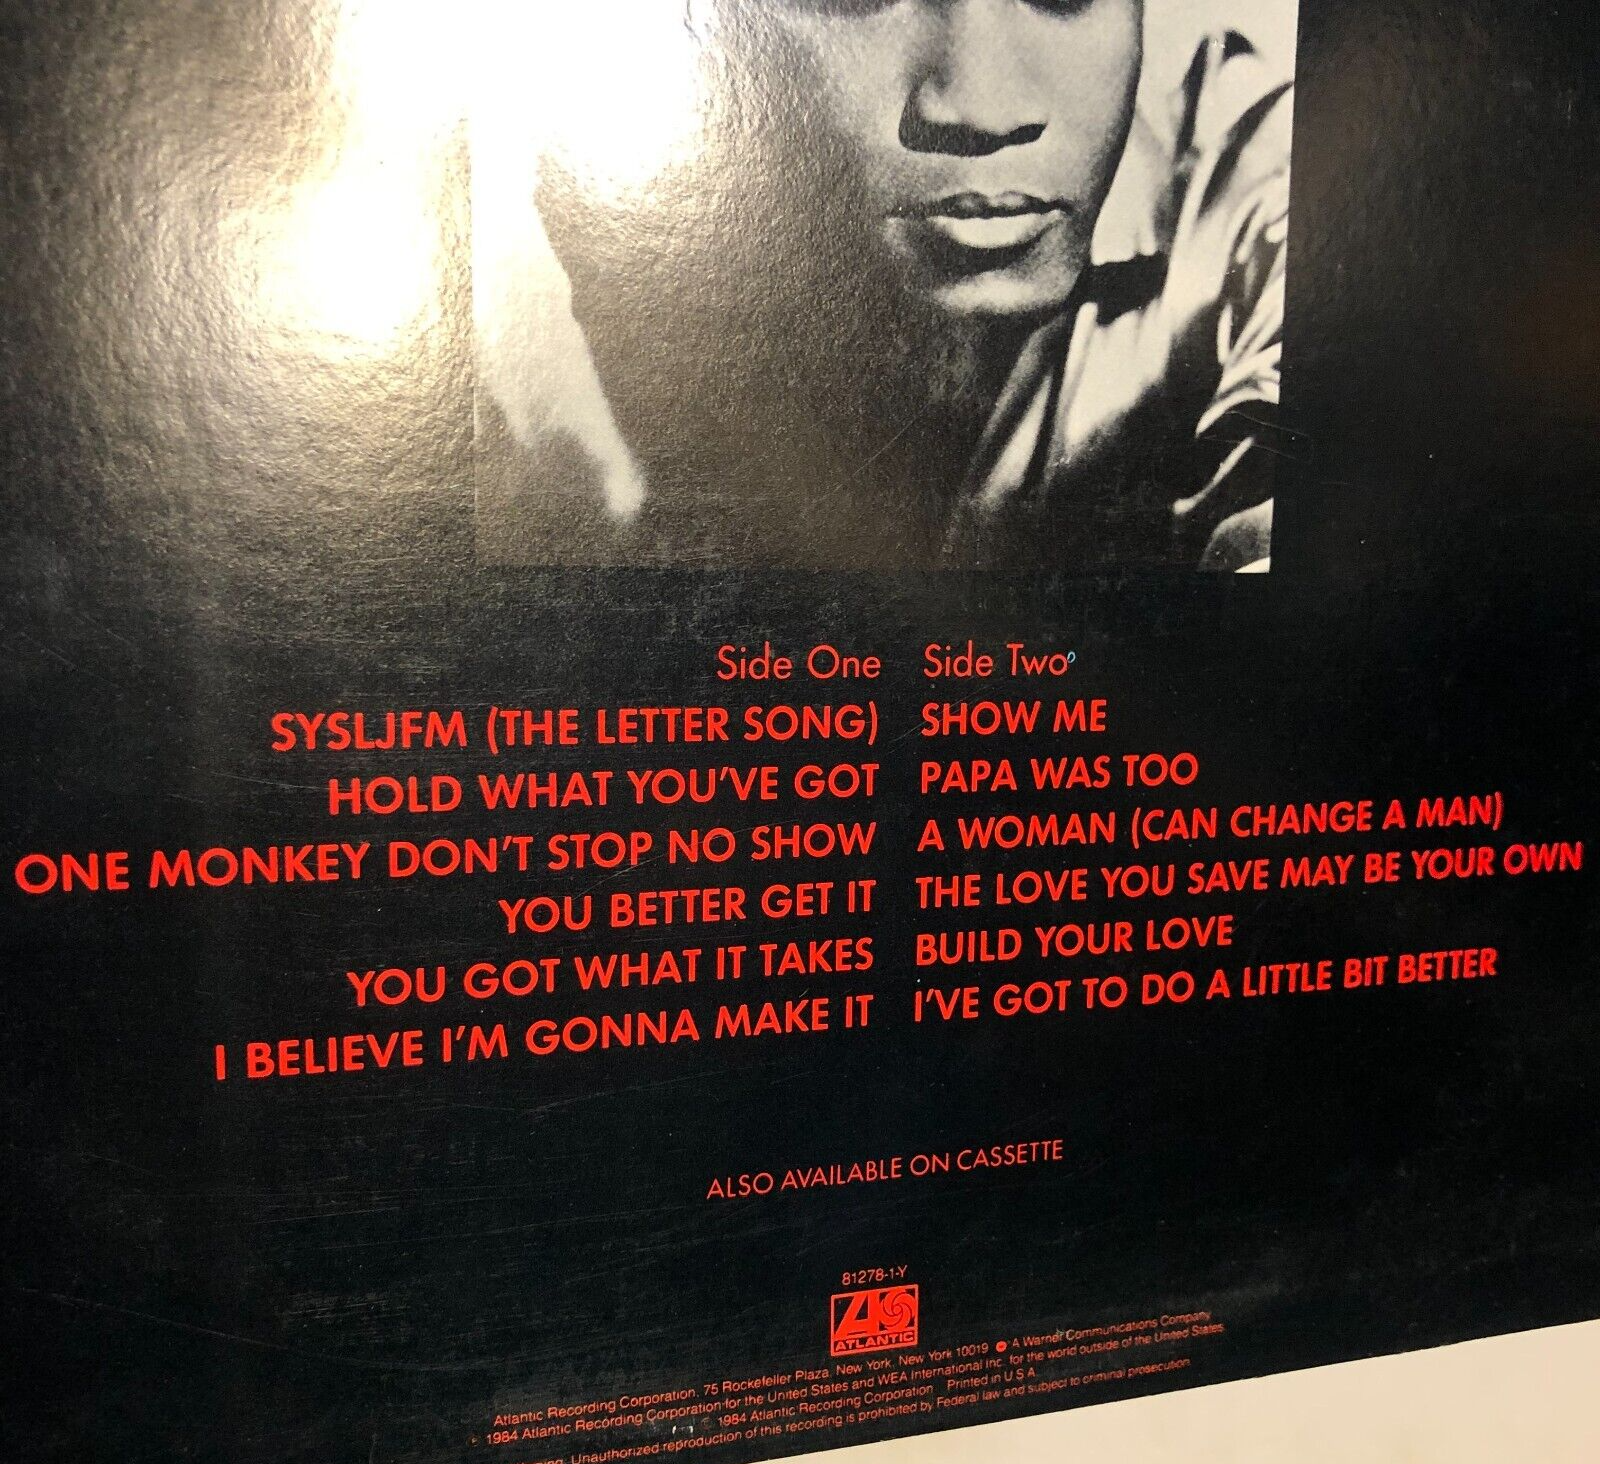 Side One
SYSLJFM (THE LETTER SONG)
HOLD WHAT YOU'VE GOT
ONE MONKEY DON'T STOP NO SHOW
YOU BETTER GET IT
YOU GOT WHAT IT TAKES
I BELIEVE I'M GONNA MAKE IT
Side Two
SHOW ME
PAPA WAS TOO
A WOMAN (CAN CHANGE A MAN)
THE LOVE YOU SAVE MAY BE YOUR OWN
BUILD YOUR LOVE
I'VE GOT TO DO A LITTLE BIT BETTER
ALSO AVAILABLE ON CASSETTE
81278-1-Y
ATLANTIC
Atlantic Recording Corporation, 75 Rockefeller Plaza, New York, New York 10019 A Warner Communications Company
1984 Atlantic Recording Corporation for the United States and WEA International Inc. for the world outside of the United States
℗ 1984 Atlantic Recording Corporation Printed in U.S.A.
Unauthorized reproduction of this recording is prohibited by Federal law and subject to criminal prosecution